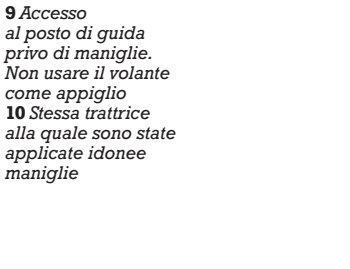 9 Accesso
al posto di guida
privo di maniglie.
Non usare il volante
come appiglio
10 Stessa trattrice
alla quale sono state
applicate idonee
maniglie